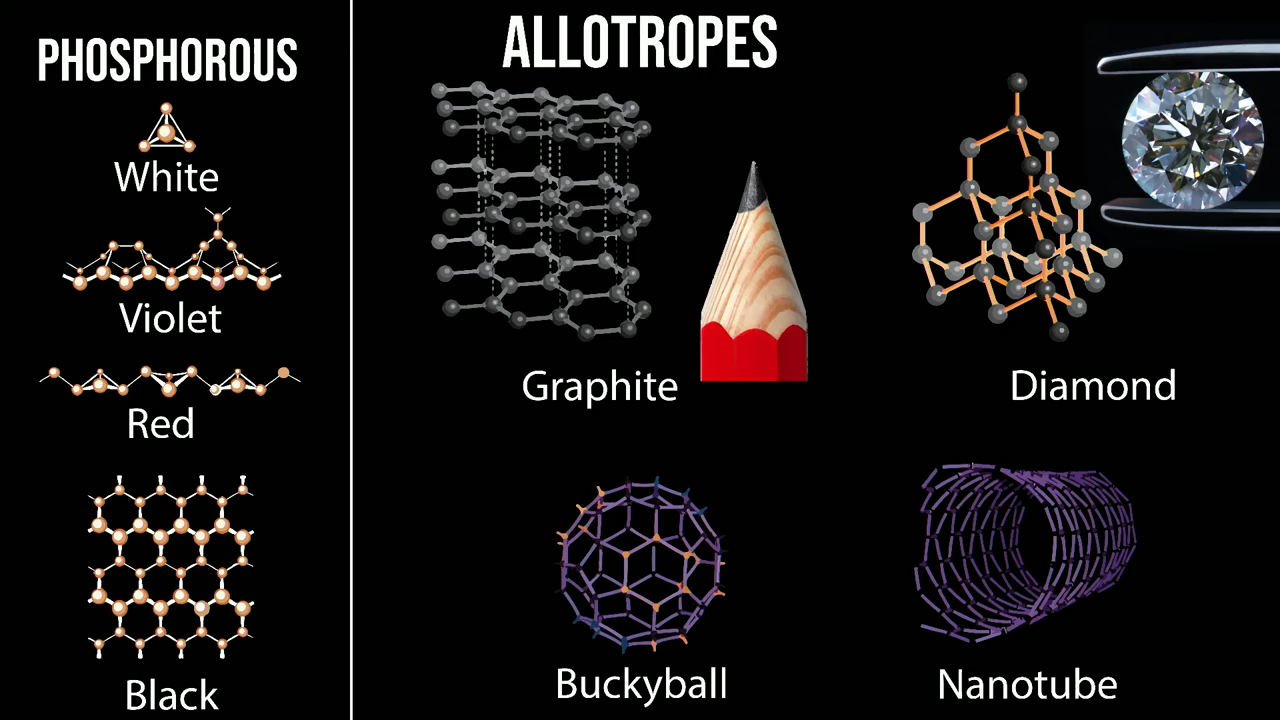 PHOSPHOROUS
White
Violet
Red
Black
ALLOTROPES
Graphite
Diamond
Buckyball
Nanotube